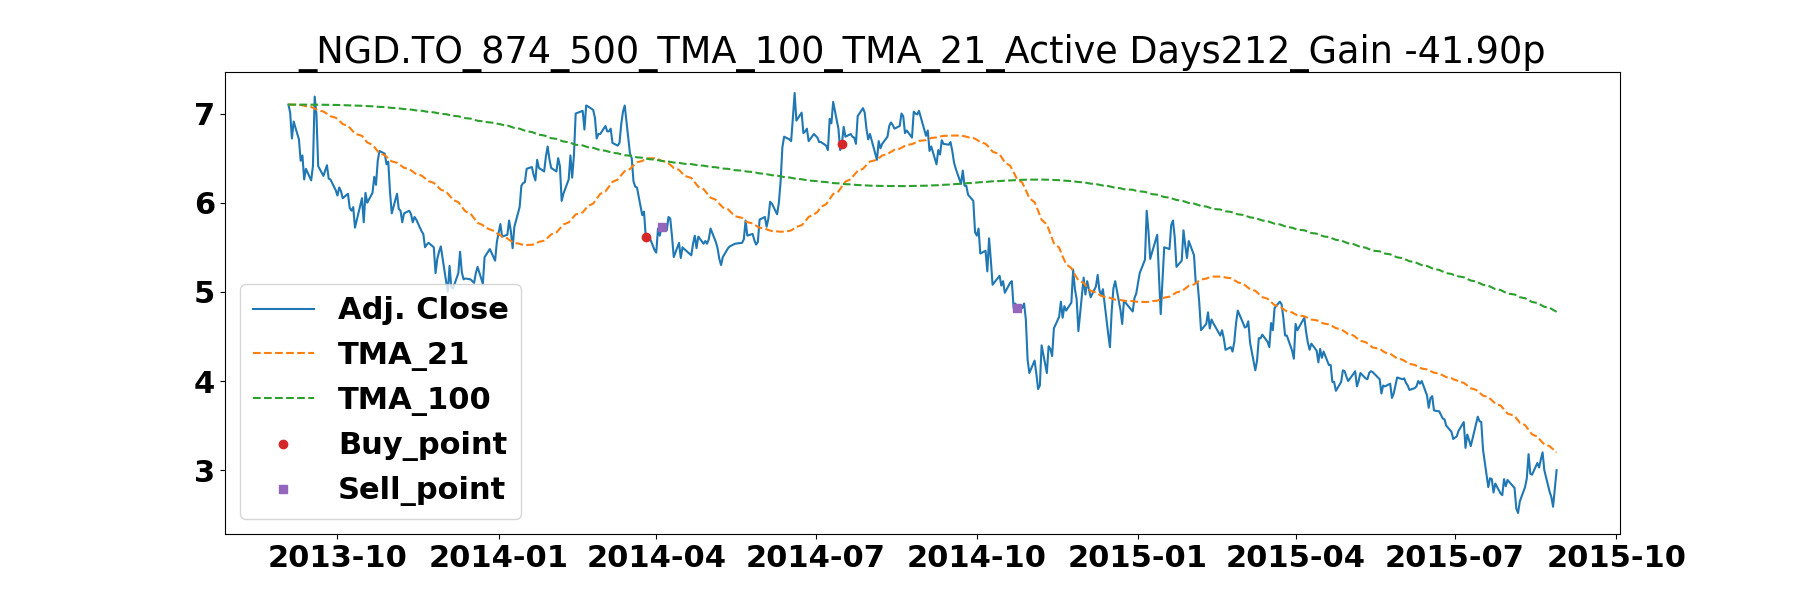 _NGD.TO_874_500_TMA_100_TMA_21_Active Days212_Gain -41.90p
7
6
5
4
3
Adj. Close
TMA_21
TMA_100
Buy_point
Sell_point
2013-10 2014-01 2014-04 2014-07 2014-10 2015-01 2015-04 2015-07 2015-10